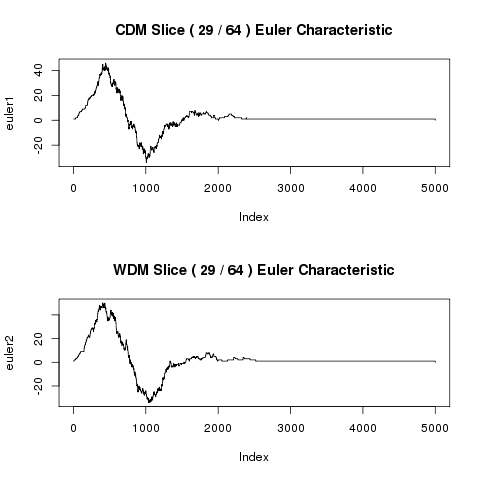 CDM Slice ( 29 / 64 ) Euler Characteristic
euler1
40
20
0
-20
0 1000 2000 3000 4000 5000
Index
WDM Slice ( 29 / 64 ) Euler Characteristic
euler2
20
0
-20
0 1000 2000 3000 4000 5000
Index